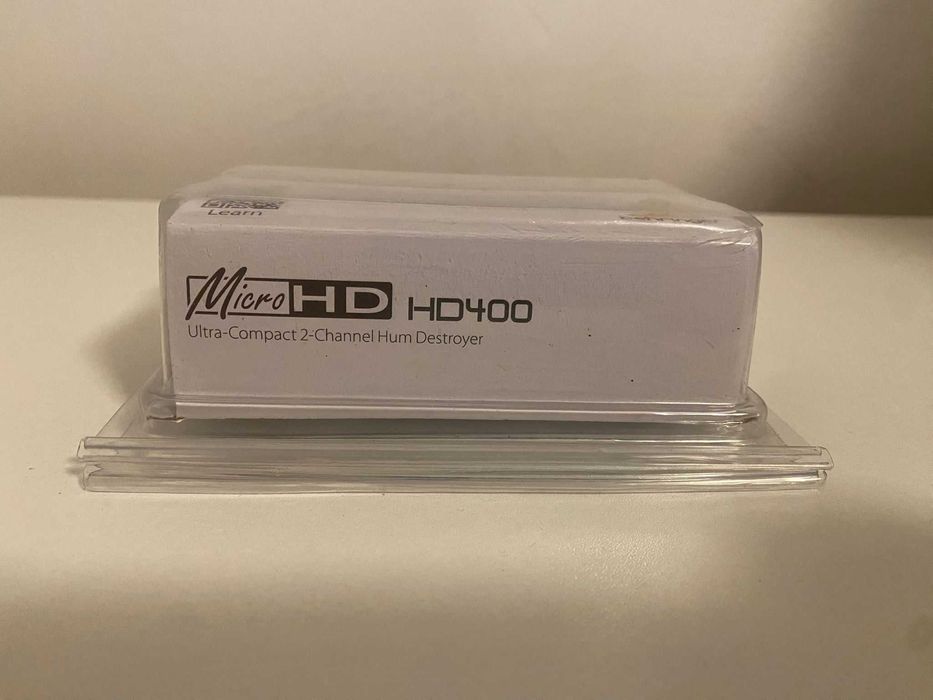 Learn
Micro HD HD400
Ultra-Compact 2-Channel Hum Destroyer